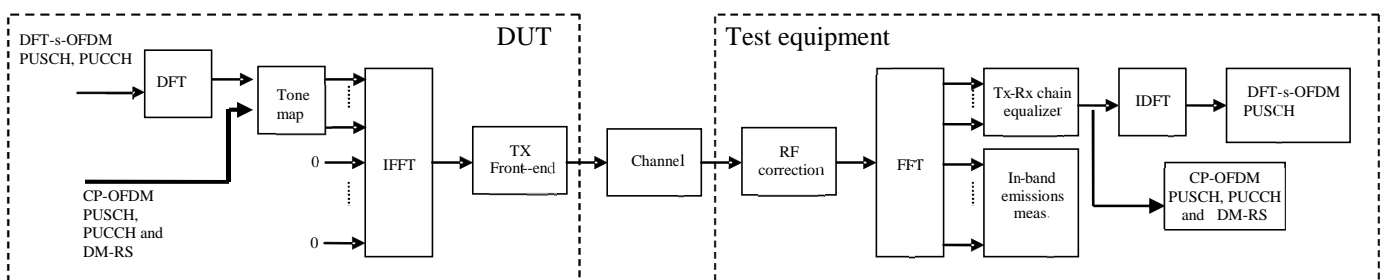 DUT
Test equipment
DFT-s-OFDM
PUSCH, PUCCH
DFT
Tone
map
CP-OFDM
PUSCH,
PUCCH and
DM-RS
0
0
IFFT
TX
Front-end
Channel
RF
correction
FFT
Tx-Rx chain
equalizer
In-band
emissions
meas.
IDFT
DFT-s-OFDM
PUSCH
CP-OFDM
PUSCH, PUCCH
and DM-RS